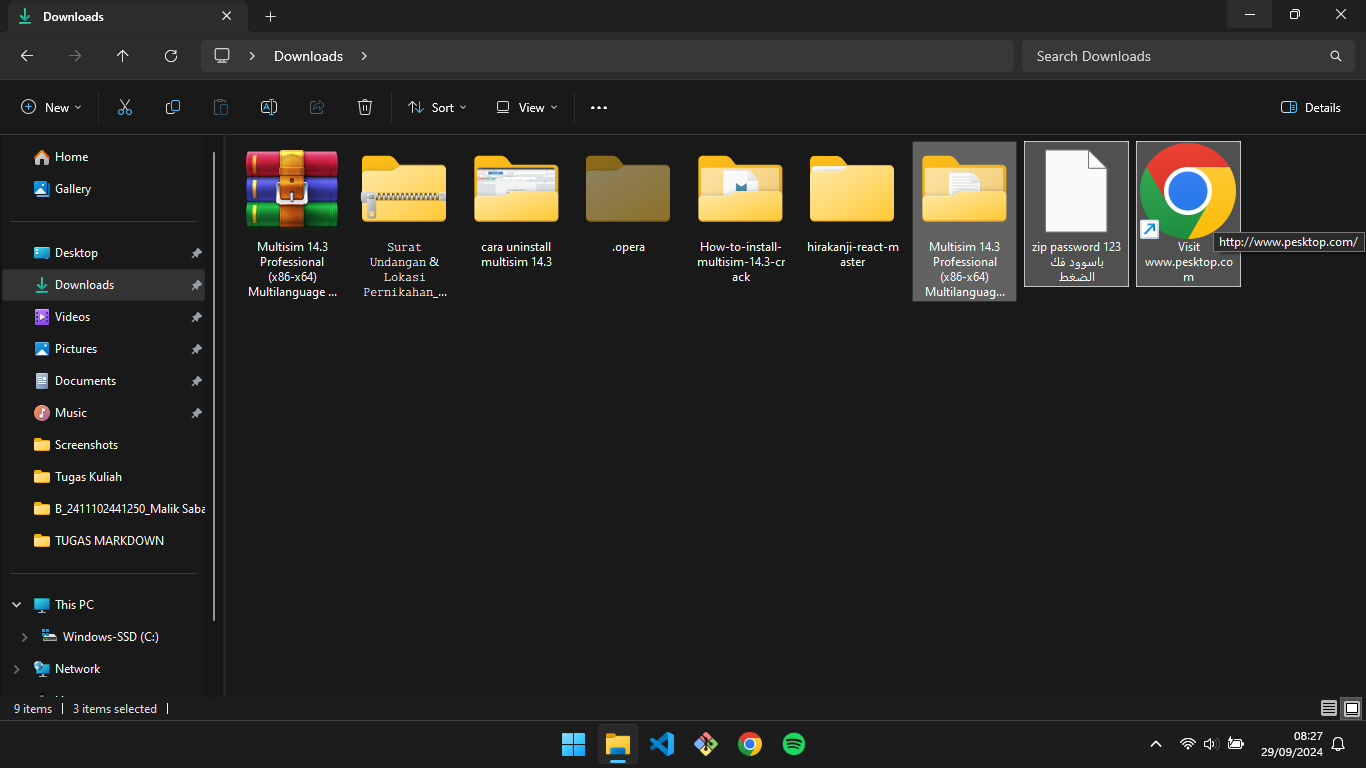 Downloads
Downloads
Search Downloads
New
Sort
View
Details
Home
Gallery
Desktop
Downloads
Videos
Pictures
Documents
Music
Screenshots
Tugas Kuliah
B_2411102441250_Malik Saba
TUGAS MARKDOWN
This PC
Windows-SSD (C:)
Network
Multisim 14.3
Professional
(x86-x64)
Multilanguage ...
Surat
Undangan &
Lokasi
Pernikahan_...
cara uninstall
multisim 14.3
.opera
How-to-install-
multisim-14.3-cr
ack
hirakanji-react-m
aster
Multisim 14.3
Professional
(x86-x64)
Multilanguag...
zip password 123
باسوود فك
الضغط
Visit
www.pesktop.co
m
http://www.pesktop.com/
9 items
3 items selected
08:27
29/09/2024